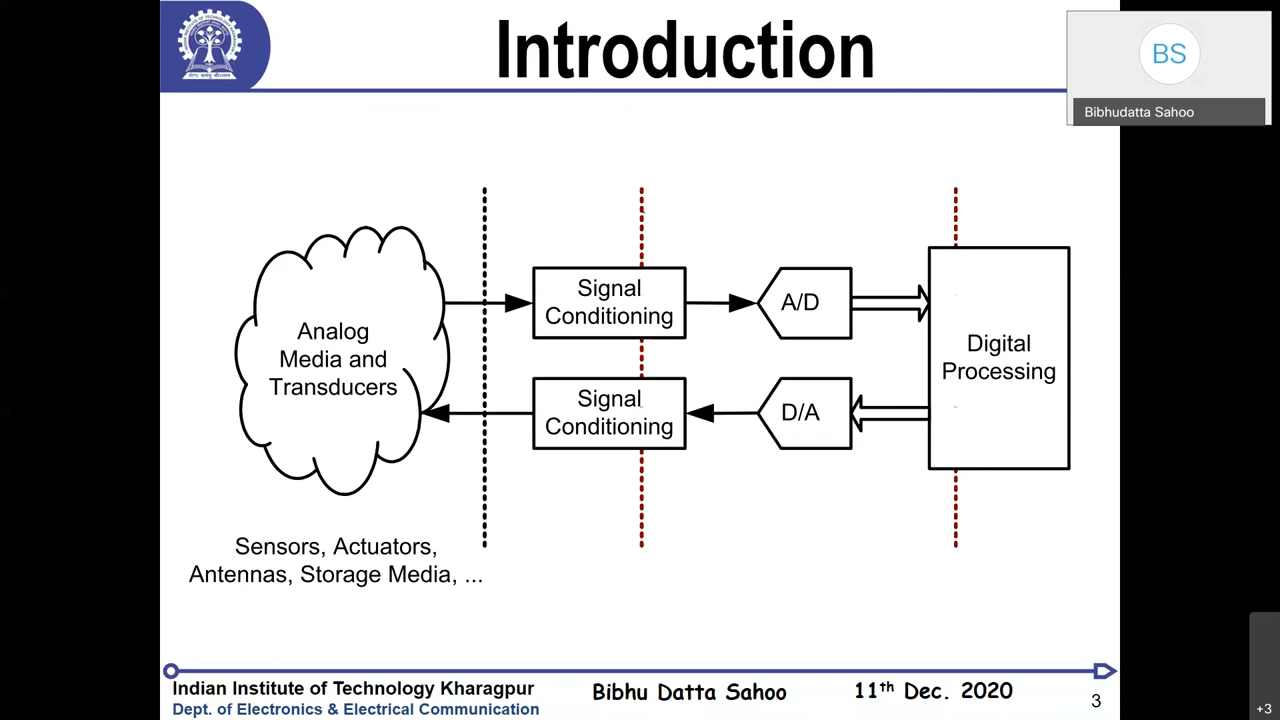 Introduction
BS
Bibhudatta Sahoo
Analog
Media and
Transducers
Signal
Conditioning
A/D
Signal
Conditioning
D/A
Digital
Processing
Sensors, Actuators,
Antennas, Storage Media, ...
Indian Institute of Technology Kharagpur
Dept. of Electronics & Electrical Communication
Bibhu Datta Sahoo
11th Dec. 2020
3
+3